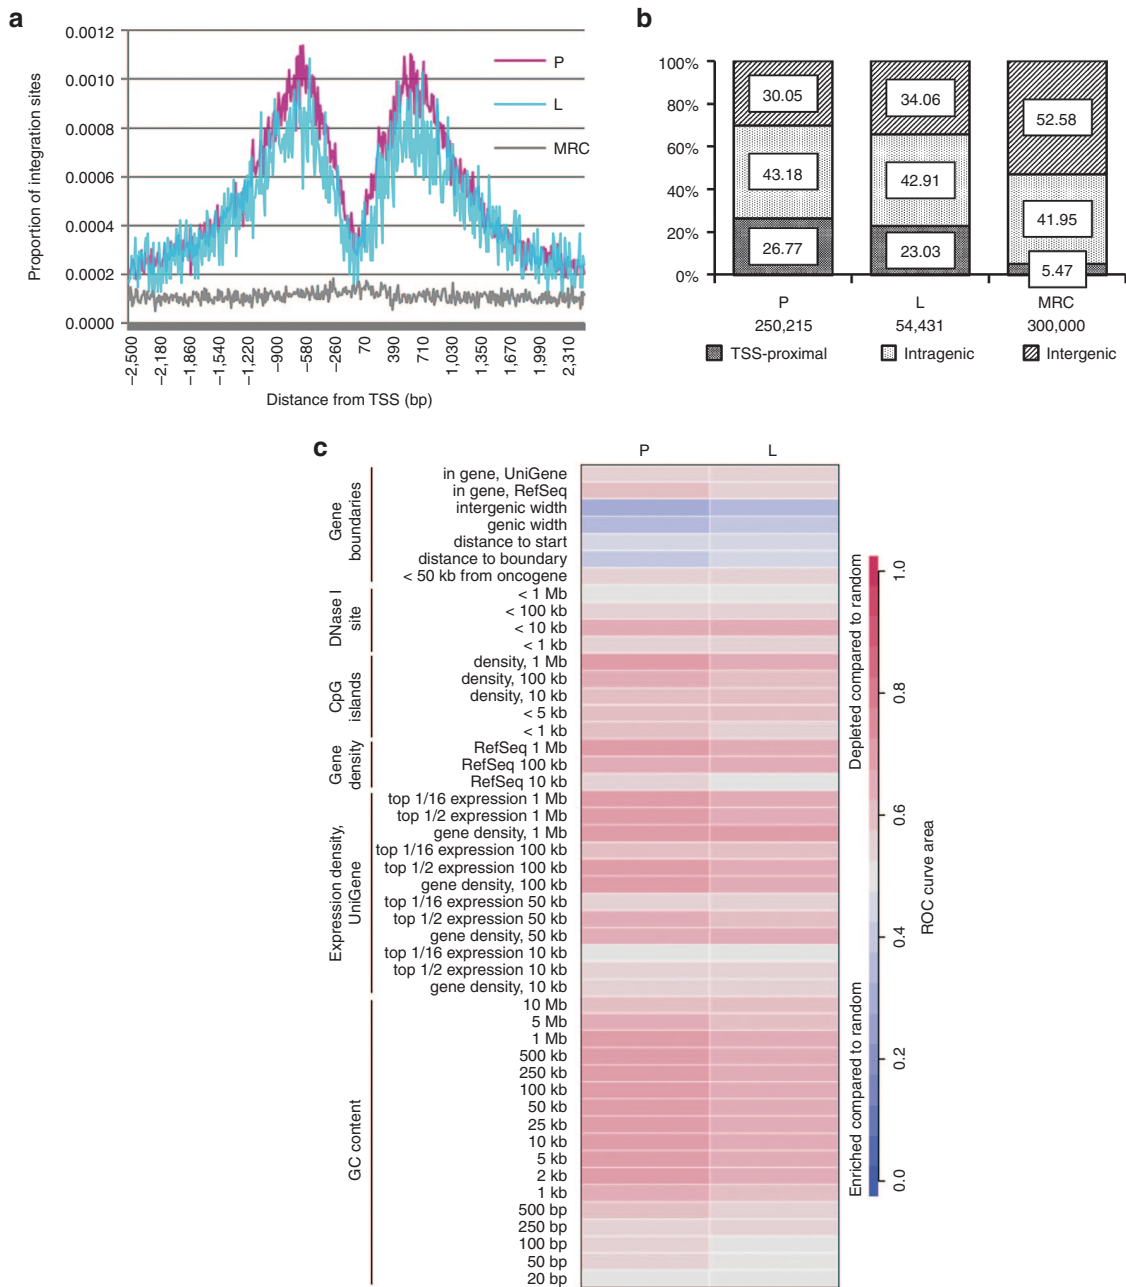 a
Proportion of integration sites
0.0012
0.0010
0.0008
0.0006
0.0004
0.0002
0.0000
P
L
MRC
−2,500
−2,180
−1,860
−1,540
−1,220
−900
−580
−260
70
390
710
1,030
1,350
1,670
1,990
2,310
Distance from TSS (bp)
b
100%
80%
60%
40%
20%
0%
30.05
43.18
26.77
34.06
42.91
23.03
52.58
41.95
5.47
P
L
MRC
250,215
54,431
300,000
TSS-proximal
Intragenic
Intergenic
c
P
L
Gene boundaries
in gene, UniGene
in gene, RefSeq
intergenic width
genic width
distance to start
distance to boundary
< 50 kb from oncogene
DNase I site
< 1 Mb
< 100 kb
< 10 kb
< 1 kb
CpG islands
density, 1 Mb
density, 100 kb
density, 10 kb
< 5 kb
< 1 kb
Gene density
RefSeq 1 Mb
RefSeq 100 kb
RefSeq 10 kb
Expression density, UniGene
top 1/16 expression 1 Mb
top 1/2 expression 1 Mb
gene density, 1 Mb
top 1/16 expression 100 kb
top 1/2 expression 100 kb
gene density, 100 kb
top 1/16 expression 50 kb
top 1/2 expression 50 kb
gene density, 50 kb
top 1/16 expression 10 kb
top 1/2 expression 10 kb
gene density, 10 kb
GC content
10 Mb
5 Mb
1 Mb
500 kb
250 kb
100 kb
50 kb
25 kb
10 kb
5 kb
2 kb
1 kb
500 bp
250 bp
100 bp
50 bp
20 bp
Depleted compared to random
Enriched compared to random
1.0
0.8
0.6
0.4
0.2
0.0
ROC curve area